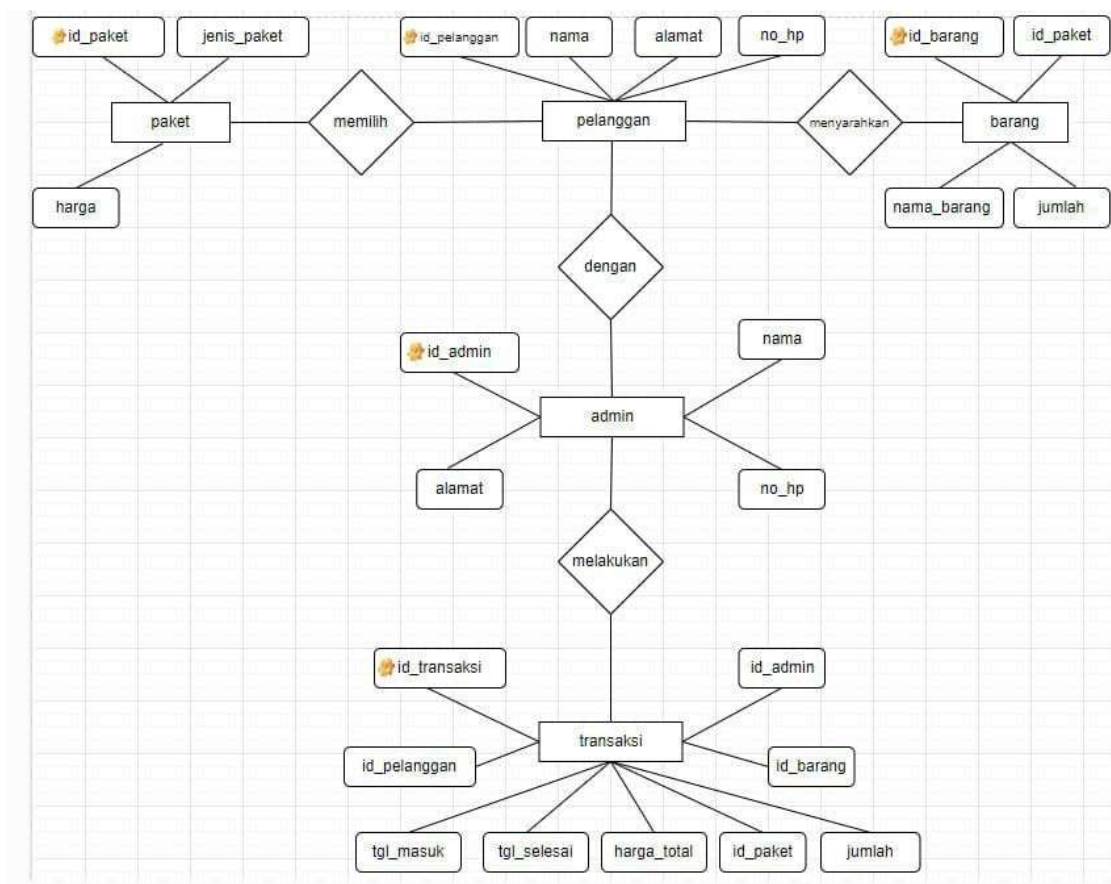 id_paket
jenis_paket
id_pelanggan
nama
alamat
no_hp
id_barang
id_paket
paket
memilih
pelanggan
menyarahkan
barang
harga
nama_barang
jumlah
dengan
id_admin
nama
admin
alamat
no_hp
melakukan
id_transaksi
id_admin
transaksi
id_pelanggan
id_barang
tgl_masuk
tgl_selesai
harga_total
id_paket
jumlah